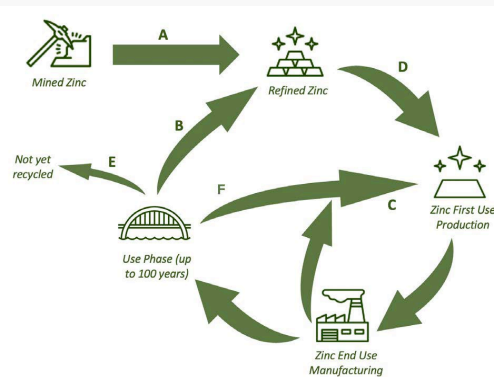 A
Mined Zinc
Refined Zinc
D
B
Not yet
recycled
E
F
C
Zinc First Use
Production
Use Phase (up
to 100 years)
Zinc End Use
Manufacturing